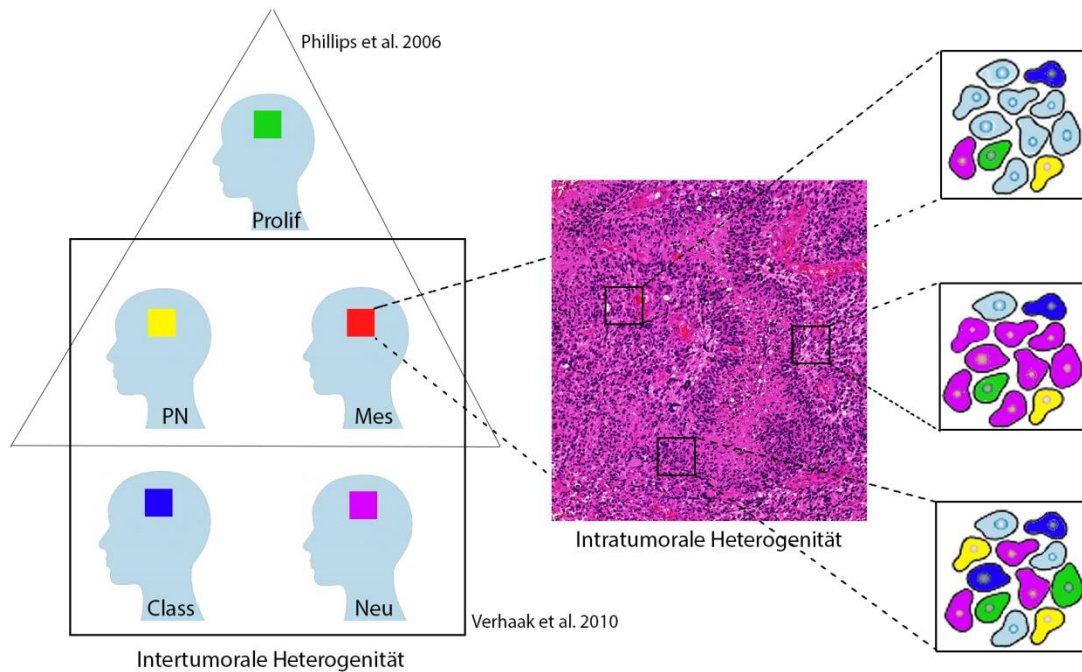 Phillips et al. 2006
Prolif
PN
Mes
Class
Neu
Verhaak et al. 2010
Intertumorale Heterogenität
Intratumorale Heterogenität